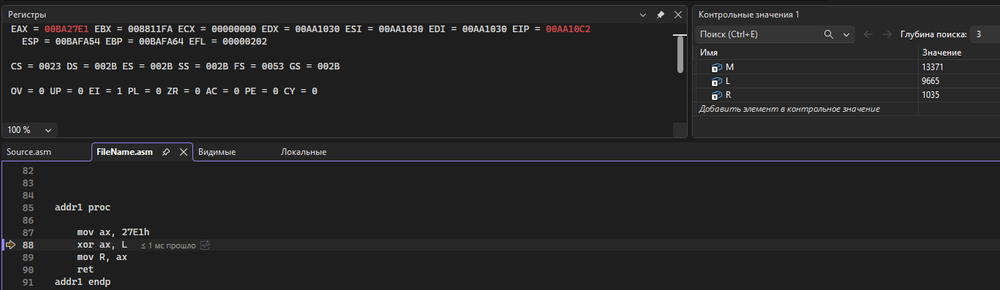 Регистры
EAX = 00BA27E1 EBX = 008811FA ECX = 00000000 EDX = 00AA1030 ESI = 00AA1030 EDI = 00AA1030 EIP = 00AA10C2
ESP = 00BAFA54 EBP = 00BAFA64 EFL = 00000202
CS = 0023 DS = 002B ES = 002B SS = 002B FS = 0053 GS = 002B
OV = 0 UP = 0 EI = 1 PL = 0 ZR = 0 AC = 0 PE = 0 CY = 0
100 %
Контрольные значения 1
Поиск (Ctrl+E) Глубина поиска: 3
Имя Значение
M 13371
L 9665
R 1035
Добавить элемент в контрольное значение
Source.asm FileName.asm Видимые Локальные
82
83
84
85 addr1 proc
86
87 mov ax, 27E1h
88 xor ax, L ≤ 1 мс прошло
89 mov R, ax
90 ret
91 addr1 endp